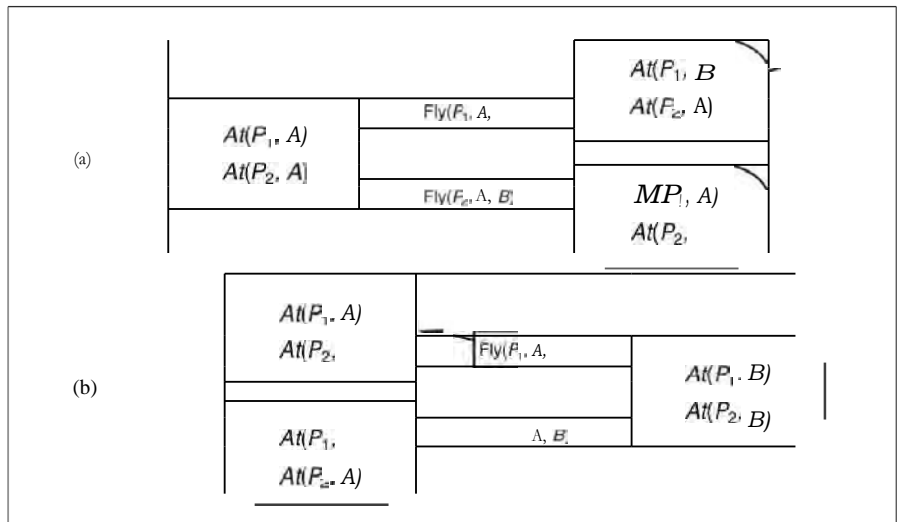 At(P₁, B
At(P₂, A)
Fly(P₁, A,
At(P₁, A)
At(P₂, A]
(a)
Fly(P₂, A, B]
MP₁, A)
At(P₂,
At(P₁, A)
At(P₂,
Fly(P₁, A,
At(P₁, B)
At(P₂, B)
(b)
A, B]
At(P₁,
At(P₂, A)